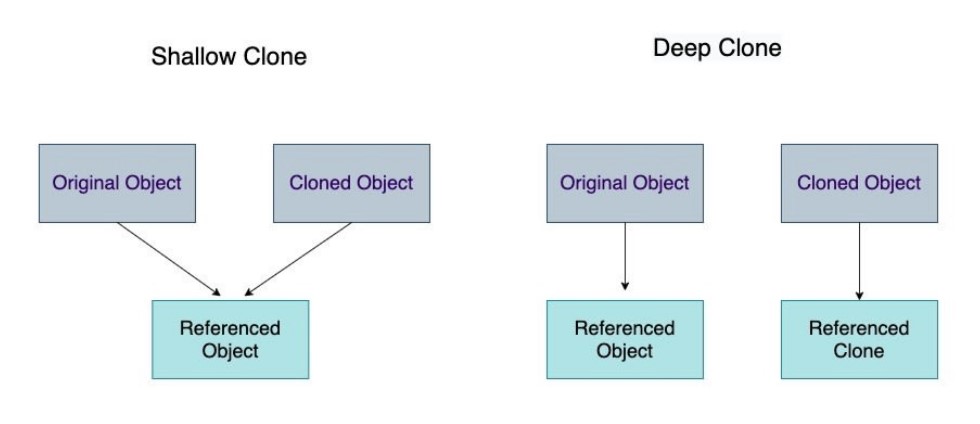 Shallow Clone
Original Object
Cloned Object
Referenced
Object
Deep Clone
Original Object
Cloned Object
Referenced
Object
Referenced
Clone